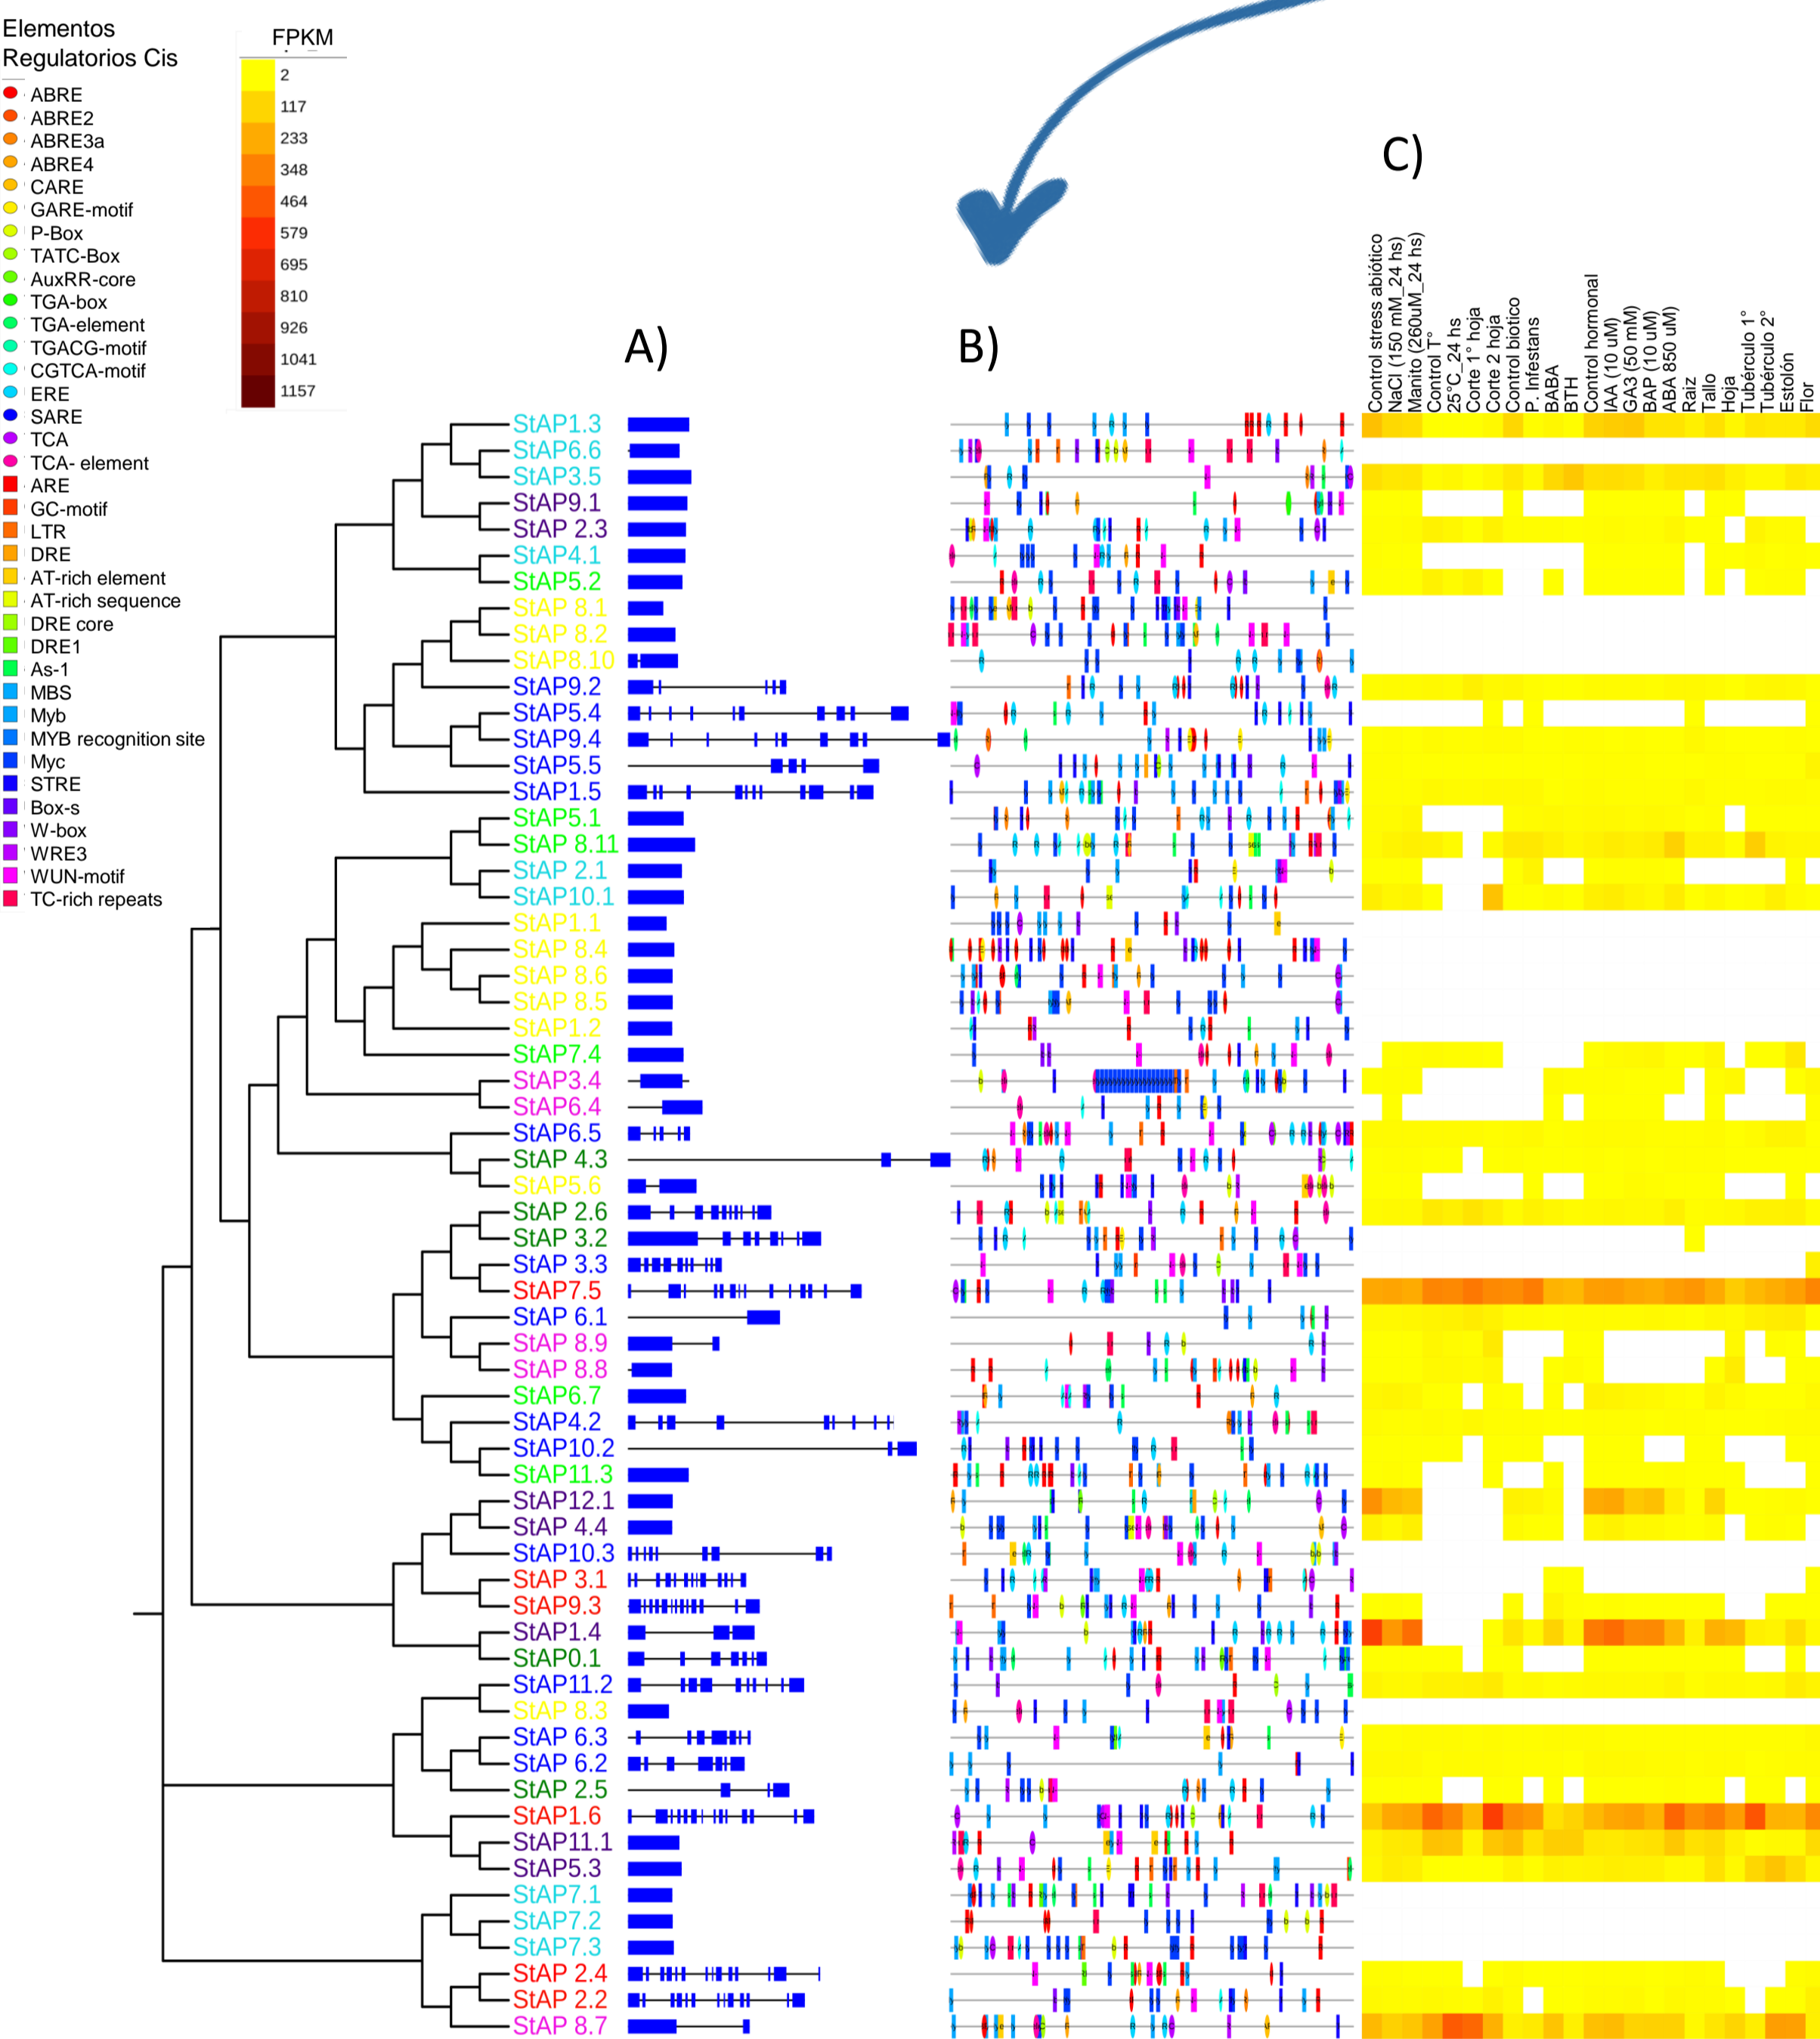 Elementos
Regulatorios Cis
ABRE
ABRE2
ABRE3a
ABRE4
CARE
GARE-motif
P-Box
TATC-Box
AuxRR-core
TGA-box
TGA-element
TGACG-motif
CGTCA-motif
ERE
SARE
TCA
TCA- element
ARE
GC-motif
LTR
DRE
AT-rich element
AT-rich sequence
DRE core
DRE1
As-1
MBS
Myb
MYB recognition site
Myc
STRE
Box-s
W-box
WRE3
WUN-motif
TC-rich repeats
FPKM
2
117
233
348
464
579
695
810
926
1041
1157
A)
B)
C)
Control stress abiótico
NaCl (150 mM_24 hs)
Manito (260uM_24 hs)
Control T°
25°C_24 hs
Corte 1° hoja
Corte 2 hoja
Control biotico
P. Infestans
BABA
BTH
Control hormonal
IAA (10 uM)
GA3 (50 mM)
BAP (10 uM)
ABA 850 uM)
Raiz
Tallo
Hoja
Tubérculo 1°
Tubérculo 2°
Estolón
Flor
StAP1.3
StAP6.6
StAP3.5
StAP9.1
StAP 2.3
StAP4.1
StAP5.2
StAP 8.1
StAP 8.2
StAP8.10
StAP9.2
StAP5.4
StAP9.4
StAP5.5
StAP1.5
StAP5.1
StAP 8.11
StAP 2.1
StAP10.1
StAP1.1
StAP 8.4
StAP 8.6
StAP 8.5
StAP1.2
StAP7.4
StAP3.4
StAP6.4
StAP6.5
StAP 4.3
StAP5.6
StAP 2.6
StAP 3.2
StAP 3.3
StAP7.5
StAP 6.1
StAP 8.9
StAP 8.8
StAP6.7
StAP4.2
StAP10.2
StAP11.3
StAP12.1
StAP 4.4
StAP10.3
StAP 3.1
StAP9.3
StAP1.4
StAP0.1
StAP11.2
StAP 8.3
StAP 6.3
StAP 6.2
StAP 2.5
StAP1.6
StAP11.1
StAP5.3
StAP7.1
StAP7.2
StAP7.3
StAP 2.4
StAP 2.2
StAP 8.7